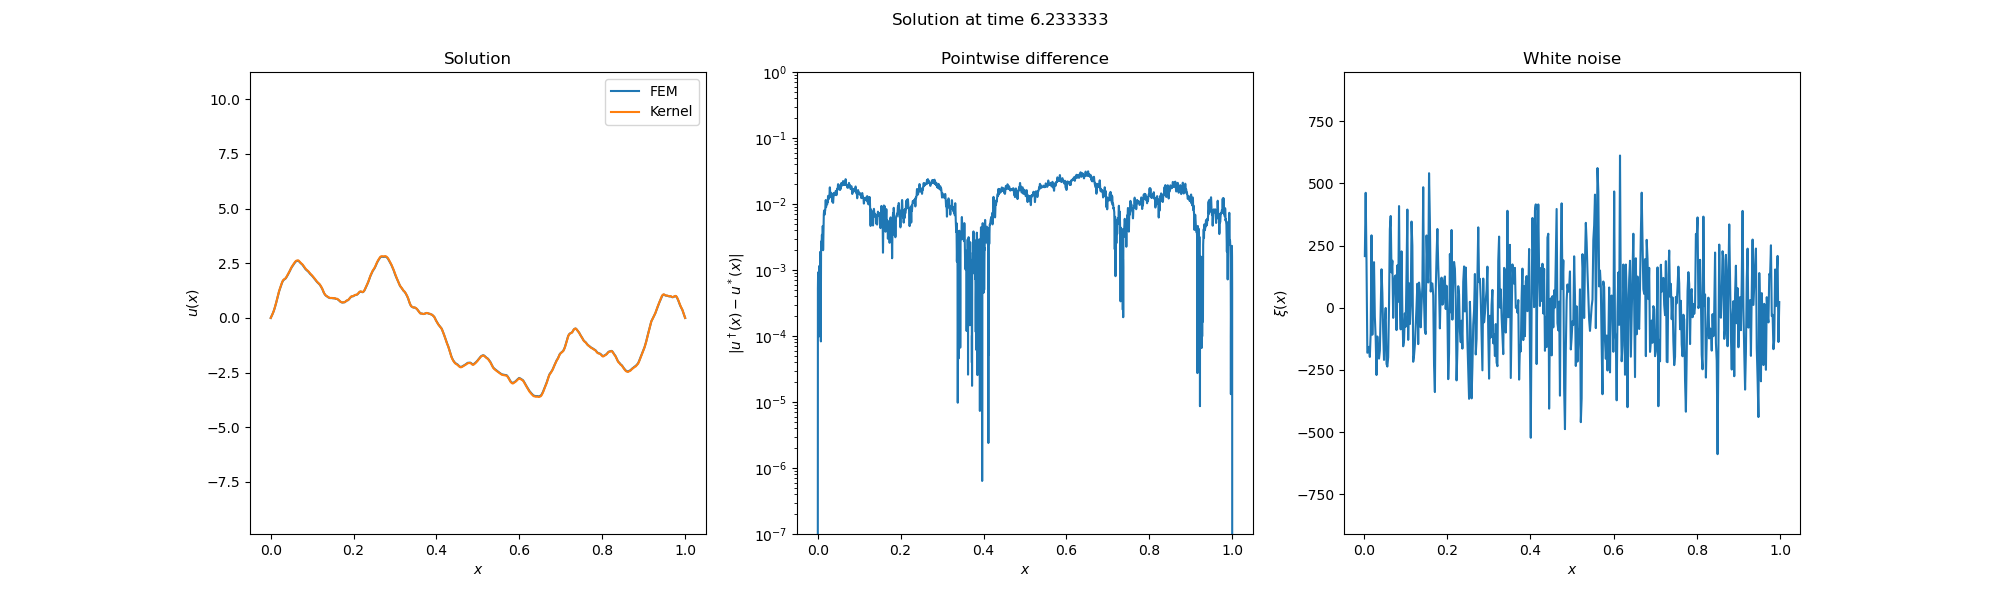 Solution at time 6.233333
Solution
10.0
7.5
5.0
2.5
0.0
−2.5
−5.0
−7.5
u(x)
0.0 0.2 0.4 0.6 0.8 1.0
x
FEM
Kernel
Pointwise difference
10⁰
10⁻¹
10⁻²
10⁻³
10⁻⁴
10⁻⁵
10⁻⁶
10⁻⁷
|u†(x) − u*(x)|
0.0 0.2 0.4 0.6 0.8 1.0
x
White noise
750
500
250
0
−250
−500
−750
ξ(x)
0.0 0.2 0.4 0.6 0.8 1.0
x